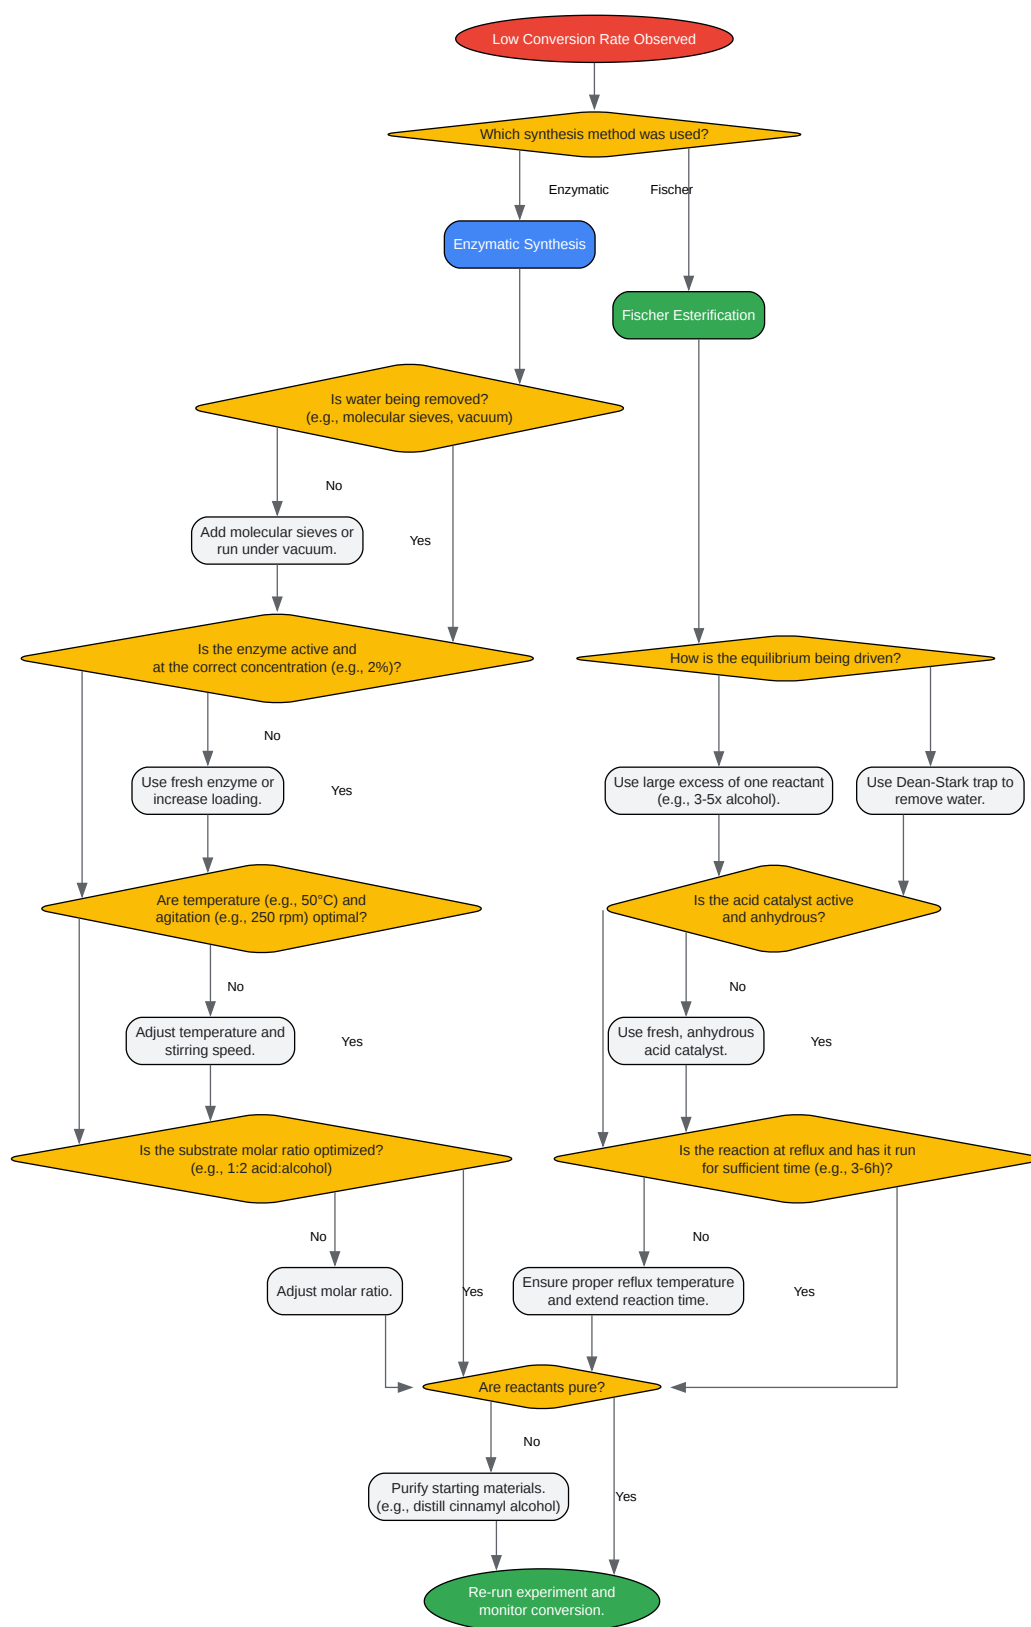 Low Conversion Rate Observed
Which synthesis method was used?
Enzymatic
Fischer
Enzymatic Synthesis
Fischer Esterification
Is water being removed?
(e.g., molecular sieves, vacuum)
No
Add molecular sieves or
run under vacuum.
Yes
Is the enzyme active and
at the correct concentration (e.g., 2%)?
How is the equilibrium being driven?
No
Use fresh enzyme or
increase loading.
Yes
Use large excess of one reactant
(e.g., 3-5x alcohol).
Use Dean-Stark trap to
remove water.
Are temperature (e.g., 50°C) and
agitation (e.g., 250 rpm) optimal?
Is the acid catalyst active
and anhydrous?
No
No
Adjust temperature and
stirring speed.
Yes
Use fresh, anhydrous
acid catalyst.
Yes
Is the substrate molar ratio optimized?
(e.g., 1:2 acid:alcohol)
Is the reaction at reflux and has it run
for sufficient time (e.g., 3-6h)?
No
No
Adjust molar ratio.
Yes
Ensure proper reflux temperature
and extend reaction time.
Yes
Are reactants pure?
No
Purify starting materials.
(e.g., distill cinnamyl alcohol)
Yes
Re-run experiment and
monitor conversion.